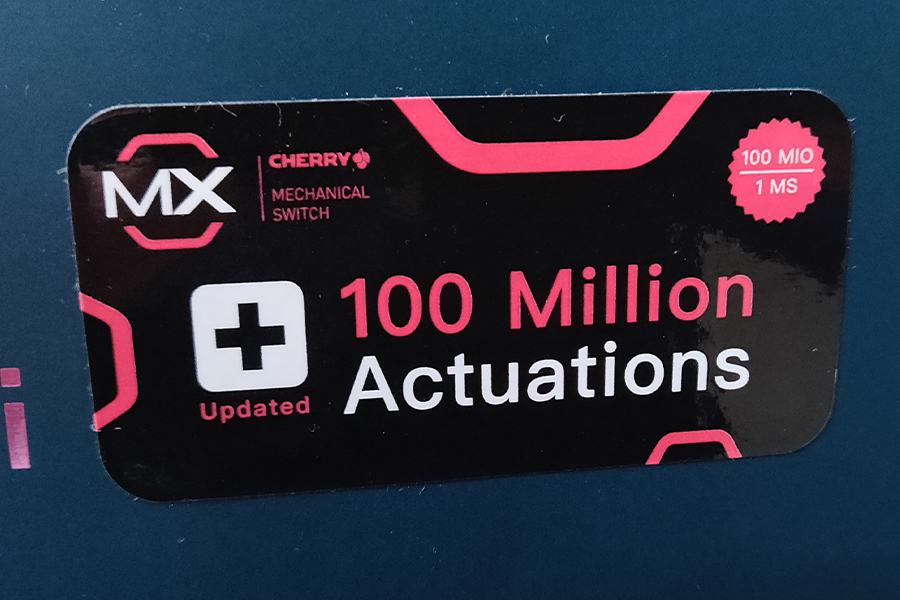 MX
CHERRY
MECHANICAL
SWITCH
100 MIO
1 MS
Updated
100 Million
Actuations